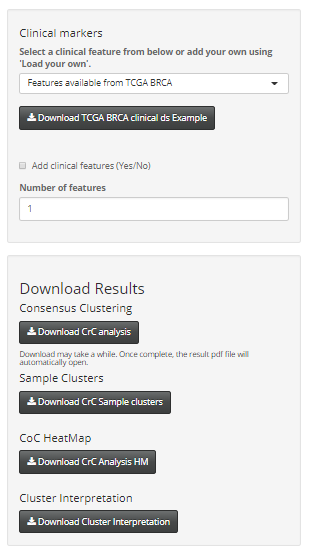 Clinical markers
Select a clinical feature from below or add your own using
'Load your own'.
Features available from TCGA BRCA
Download TCGA BRCA clinical ds Example
Add clinical features (Yes/No)
Number of features
1
Download Results
Consensus Clustering
Download CrC analysis
Download may take a while. Once complete, the result pdf file will
automatically open.
Sample Clusters
Download CrC Sample clusters
CoC HeatMap
Download CrC Analysis HM
Cluster Interpretation
Download Cluster Interpretation